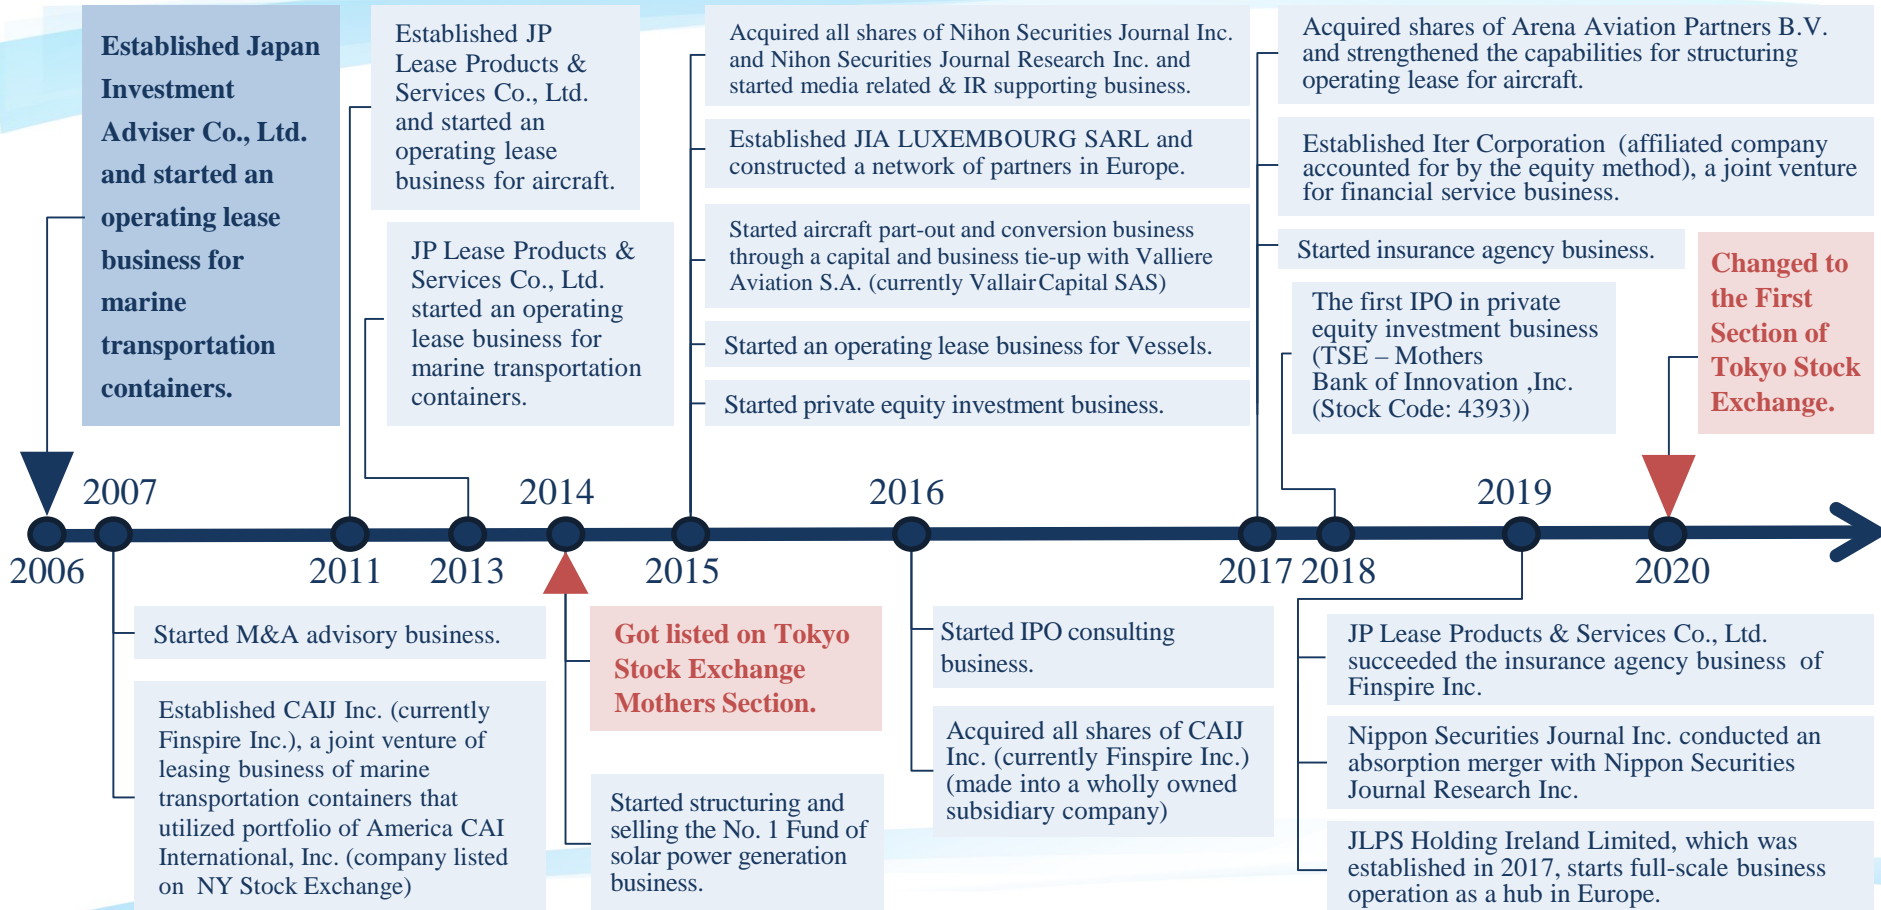 Established Japan
Investment
Adviser Co., Ltd.
and started an
operating lease
business for
marine
transportation
containers.
Established JP
Lease Products &
Services Co., Ltd.
and started an
operating lease
business for aircraft.
JP Lease Products &
Services Co., Ltd.
started an operating
lease business for
marine transportation
containers.
Acquired all shares of Nihon Securities Journal Inc.
and Nihon Securities Journal Research Inc. and
started media related & IR supporting business.
Established JIA LUXEMBOURG SARL and
constructed a network of partners in Europe.
Started aircraft part-out and conversion business
through a capital and business tie-up with Valliere
Aviation S.A. (currently Vallair Capital SAS)
Started an operating lease business for Vessels.
Started private equity investment business.
Acquired shares of Arena Aviation Partners B.V.
and strengthened the capabilities for structuring
operating lease for aircraft.
Established Iter Corporation (affiliated company
accounted for by the equity method), a joint venture
for financial service business.
Started insurance agency business.
The first IPO in private
equity investment business
(TSE – Mothers
Bank of Innovation ,Inc.
(Stock Code: 4393))
Changed to
the First
Section of
Tokyo Stock
Exchange.
2007
2014
2016
2019
2006
2011
2013
2015
2017
2018
2020
Started M&A advisory business.
Established CAIJ Inc. (currently
Finspire Inc.), a joint venture of
leasing business of marine
transportation containers that
utilized portfolio of America CAI
International, Inc. (company listed
on NY Stock Exchange)
Got listed on Tokyo
Stock Exchange
Mothers Section.
Started structuring and
selling the No. 1 Fund of
solar power generation
business.
Started IPO consulting
business.
Acquired all shares of CAIJ
Inc. (currently Finspire Inc.)
(made into a wholly owned
subsidiary company)
JP Lease Products & Services Co., Ltd.
succeeded the insurance agency business of
Finspire Inc.
Nippon Securities Journal Inc. conducted an
absorption merger with Nippon Securities
Journal Research Inc.
JLPS Holding Ireland Limited, which was
established in 2017, starts full-scale business
operation as a hub in Europe.